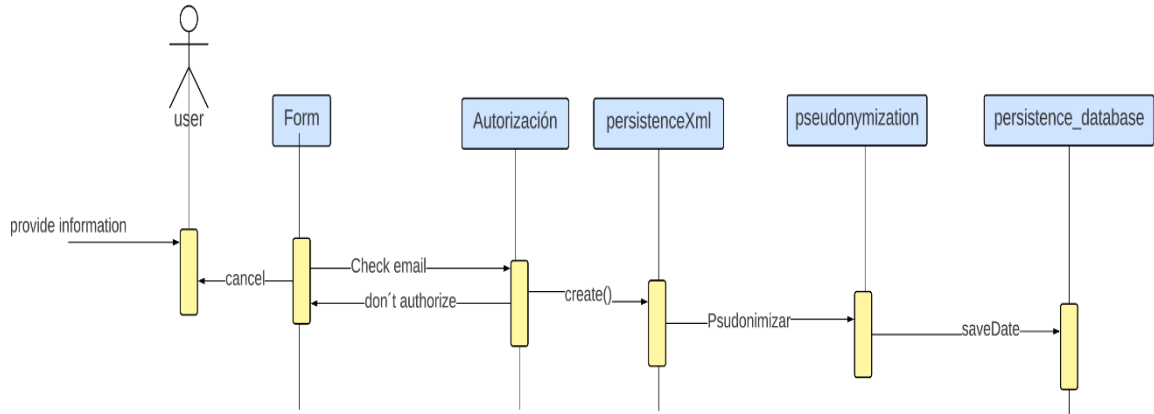 user
Form
Autorización
persistenceXml
pseudonymization
persistence_database
provide information
cancel
Check email
don´t authorize
create()
Psudonimizar
saveDate